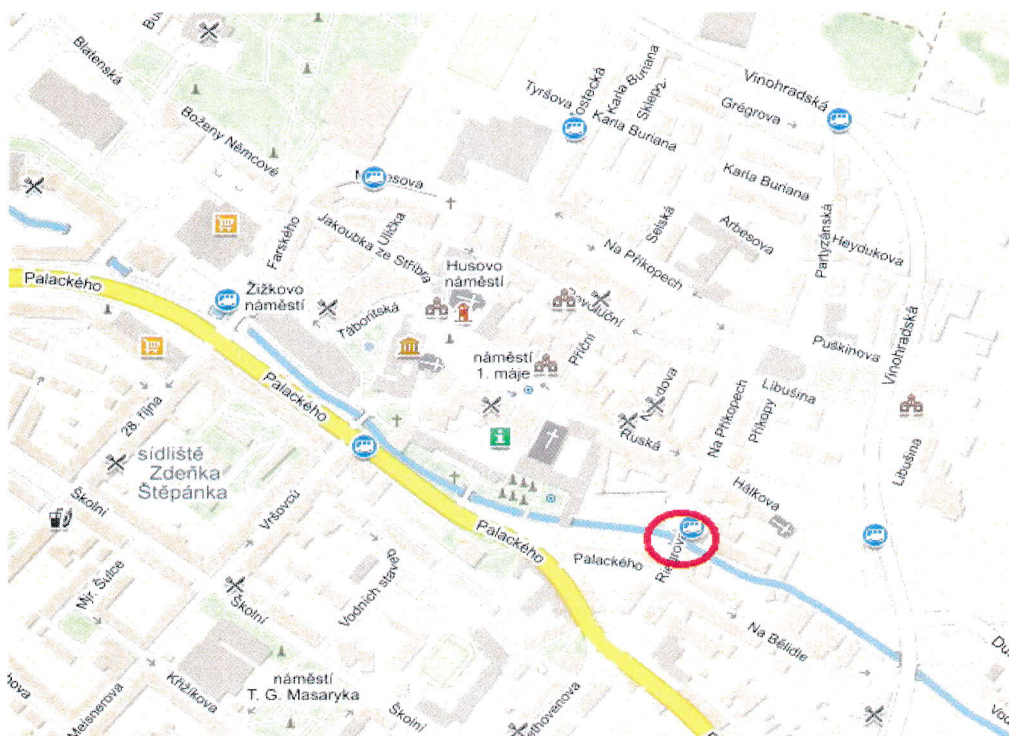 Blatenská
Boženy Němcové
Tyršova
Karla Buriana
Sklepy
Karla Buriana
Vinohradská
Grégrova
Karla Buriana
Partyzánská
Heydukova
Arbesova
Selská
Na Příkopech
Farského
Jakoubka ze Stříbra
Ulička
Husovo
náměstí
Palackého
Žižkovo
náměstí
Táboritská
Příční
náměstí
1. máje
Puškinova
Vinohradská
Libušina
Na Příkopech
Příkopy
Ruská
Palackého
28. října
sídliště
Zdeňka
Štěpánka
Školní
Vršovců
Hálkova
Libušina
Palackého
Palackého
Vodních staveb
Mjr. Šulce
Školní
Na Bělidle
náměstí
T. G. Masaryka
Křižíkova
Meisnerova
Školní